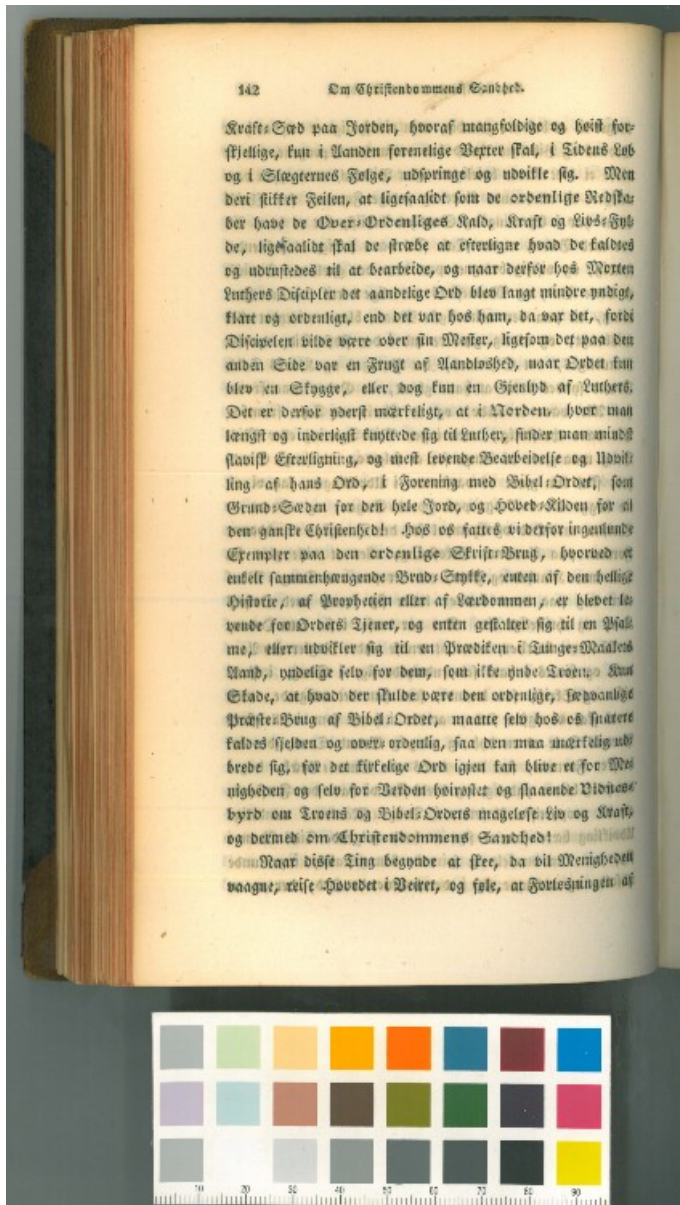 142 Om Christendommens Sandhed.
Kraft-Sæd paa Jorden, hvoraf mangfoldige og høist for-
skjellige, kun i Aanden forenelige Vexter skal, i Tidens Løb
og i Slægternes Følge, udspringe og udvikle sig. Men
deri stikker Feilen, at ligesaalidt som de ordenlige Redska-
ber have de Over-Ordenliges Kald, Kraft og Livs-Fyl-
de, ligesaalidt skal de stræbe at efterligne hvad de kaldtes
og udrustedes til at bearbeide, og naar derfor hos Morten
Luthers Discipler det aandelige Ord blev langt mindre yndigt,
klart og ordenligt, end det var hos ham, da var det, fordi
Discipelen vilde være over sin Mester, ligesom det paa den
anden Side var en Frugt af Aandløshed, naar Ordet kun
blev en Skygge, eller dog kun en Gjenlyd af Luthers.
Det er derfor yderst mærkeligt, at i Norden, hvor man
længst og inderligst knyttede sig til Luther, finder man mindst
slavisk Efterligning, og mest levende Bearbeidelse og Udvik-
ling af hans Ord, i Forening med Bibel-Ordet, som
Grund-Sæden for den hele Jord, og Hoved-Kilden for al
den ganske Christenhed! Hos os fattes vi derfor ingenlunde
Exempler paa den ordenlige Skrift-Brug, hvorved et
enkelt sammenhængende Brud-Stykke, enten af den hellige
Historie, af Prophetien eller af Lærdommen, er blevet le-
vende for Ordets Tjener, og enten gestalter sig til en Psal-
me, eller udvikler sig til en Prædiken i Tunge-Maalets
Aand, yndelige selv for dem, som ikke ynde Troen. Kun
Skade, at hvad der skulde være den ordenlige, sædvanlige
Præste-Brug af Bibel-Ordet, maatte selv hos os snarere
kaldes sjelden og over-ordenlig, saa den maa mærkelig ud-
brede sig, før det kirkelige Ord igjen kan blive et for Me-
nigheden og selv for Verden høirøstet og slaaende Vidnes-
byrd om Troens og Bibel-Ordets mageløse Liv og Kraft,
og dermed om Christendommens Sandhed!
Naar disse Ting begynde at skee, da vil Menigheden
vaagne, reise Hovedet i Veiret, og føle, at Forløsningen af
10 20 30 40 50 60 70 80 90